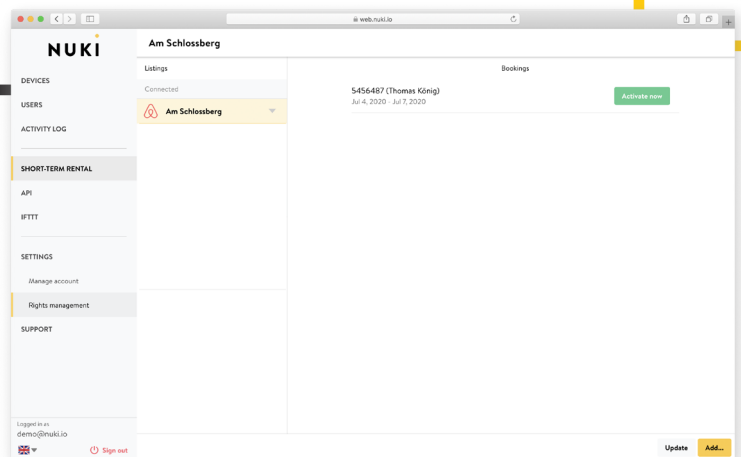 web.nuki.io
NUKI
DEVICES
USERS
ACTIVITY LOG
SHORT-TERM RENTAL
API
IFTTT
SETTINGS
Manage account
Rights management
SUPPORT
Logged in as
demo@nuki.io
Sign out
Am Schlossberg
Listings
Connected
Am Schlossberg
Bookings
5456487 (Thomas König)
Jul 4, 2020 - Jul 7, 2020
Activate now
Update
Add...